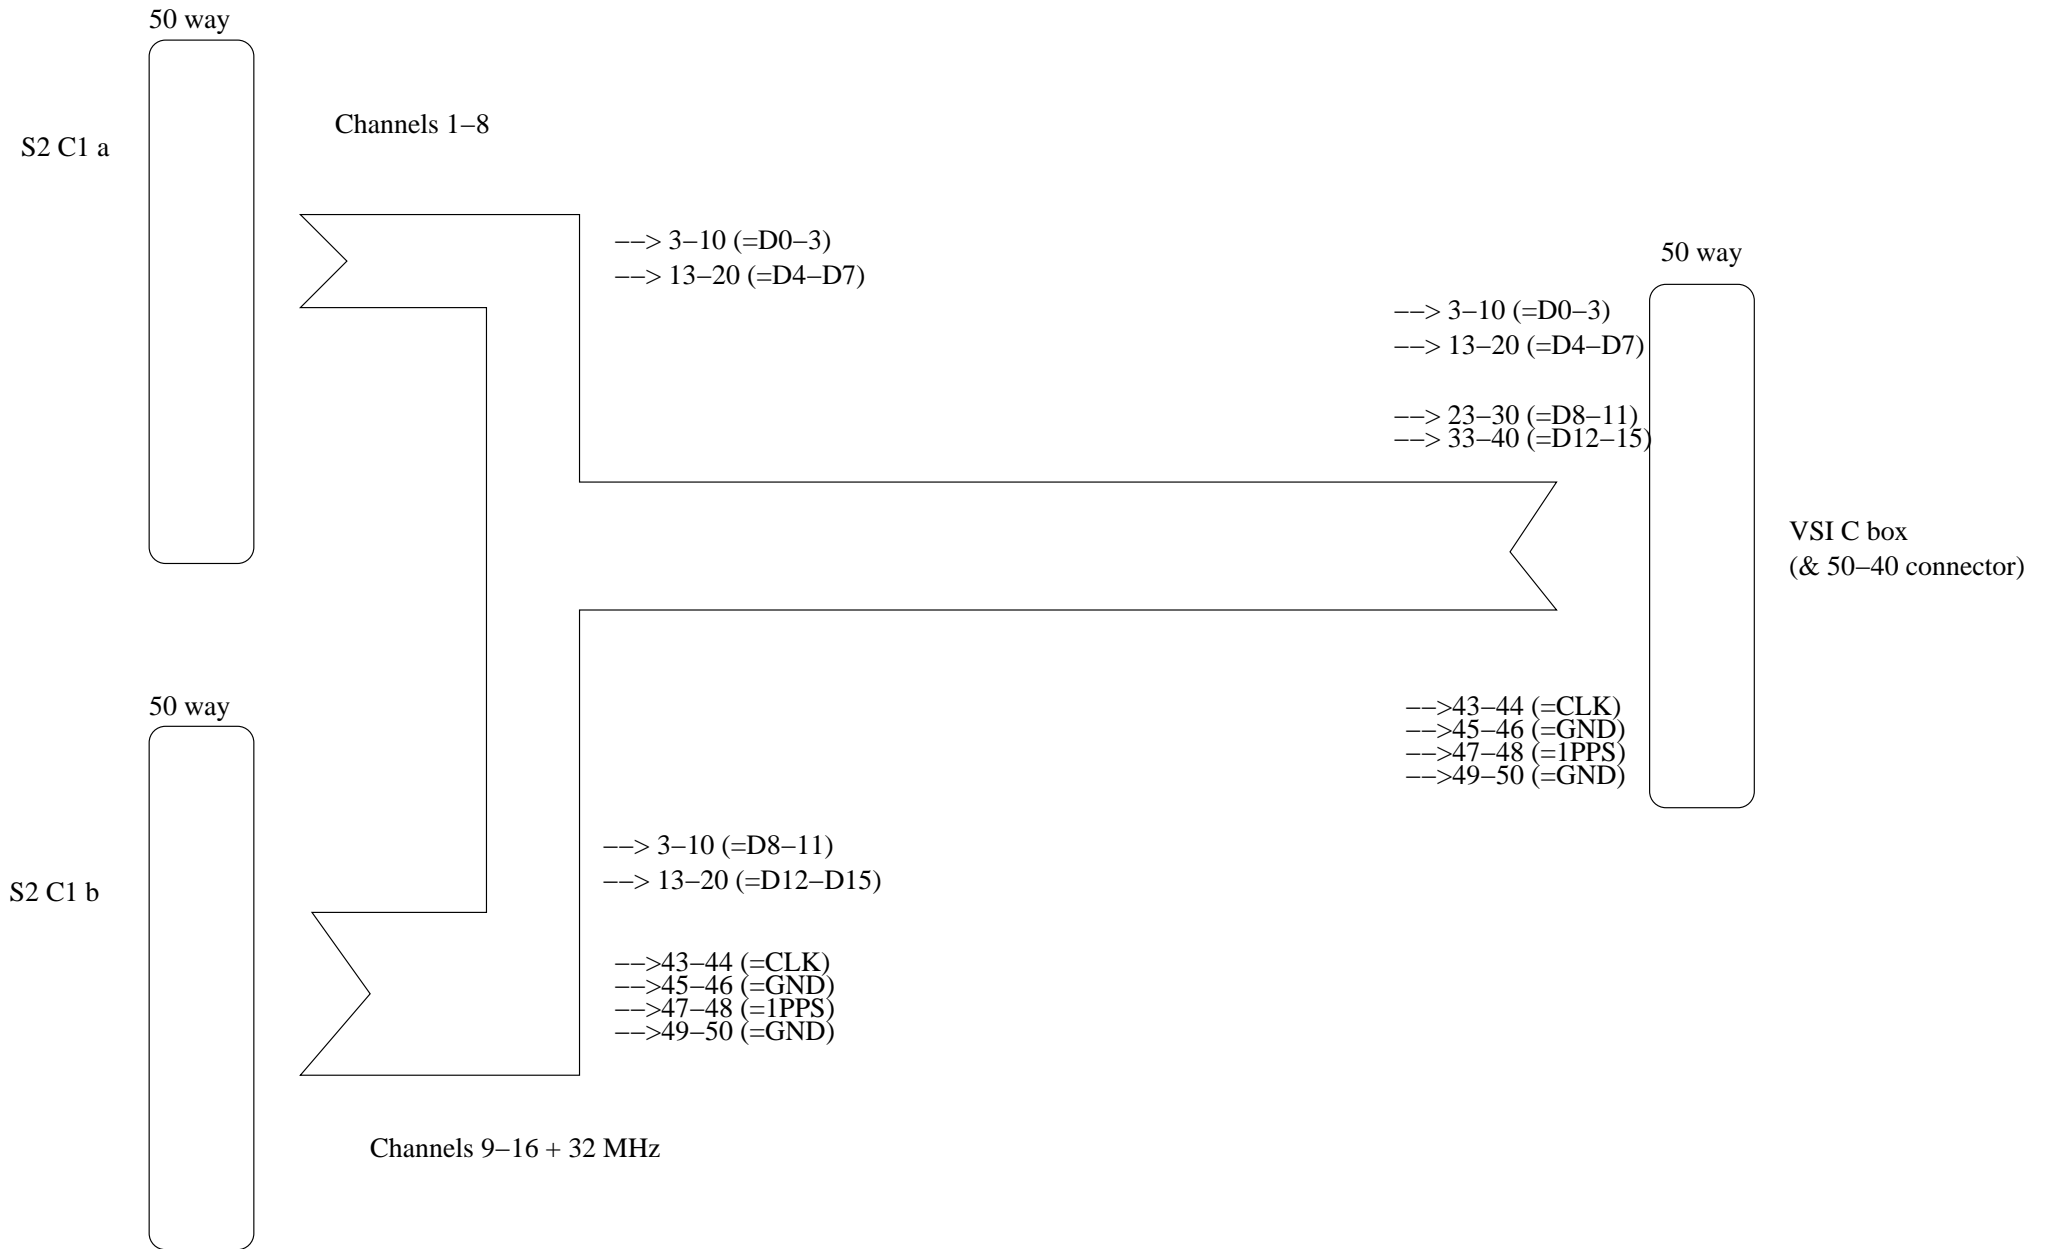 50 way
S2 C1 a
Channels 1–8
––> 3–10 (=D0–3)
––> 13–20 (=D4–D7)
50 way
––> 3–10 (=D0–3)
––> 13–20 (=D4–D7)
––> 23–30 (=D8–11)
––> 33–40 (=D12–15)
VSI C box
(& 50–40 connector)
––>43–44 (=CLK)
––>45–46 (=GND)
––>47–48 (=1PPS)
––>49–50 (=GND)
50 way
S2 C1 b
––> 3–10 (=D8–11)
––> 13–20 (=D12–D15)
––>43–44 (=CLK)
––>45–46 (=GND)
––>47–48 (=1PPS)
––>49–50 (=GND)
Channels 9–16 + 32 MHz